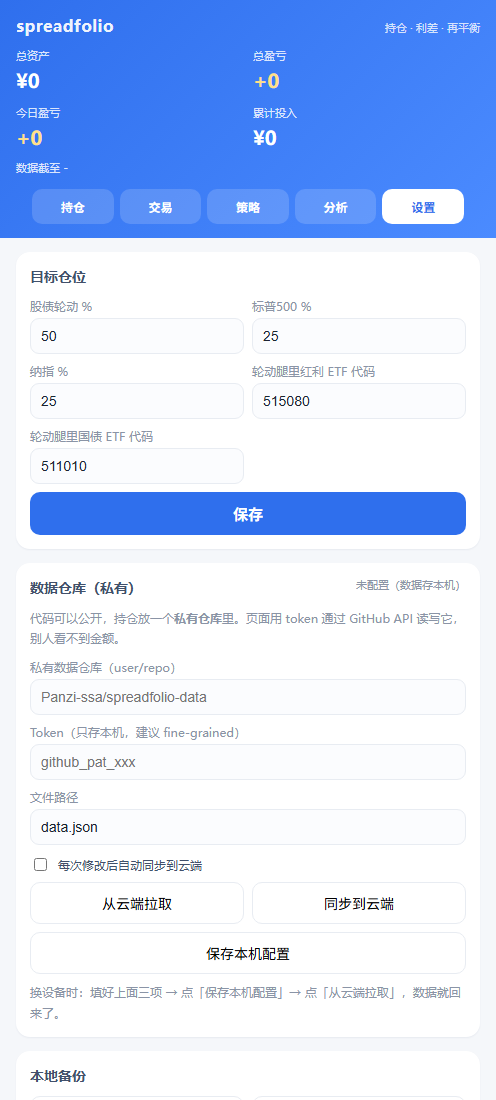 spreadfolio
持仓 · 利差 · 再平衡
总资产
总盈亏
¥0
+0
今日盈亏
累计投入
+0
¥0
数据截至 -
持仓
交易
策略
分析
设置
目标仓位
股债轮动 %
标普500 %
50
25
纳指 %
轮动腿里红利 ETF 代码
25
515080
轮动腿里国债 ETF 代码
511010
保存
数据仓库（私有）
未配置（数据存本机）
代码可以公开，持仓放一个私有仓库里。页面用 token 通过 GitHub API 读写它，
别人看不到金额。
私有数据仓库（user/repo）
Panzi-ssa/spreadfolio-data
Token（只存本机，建议 fine-grained）
github_pat_xxx
文件路径
data.json
每次修改后自动同步到云端
从云端拉取
同步到云端
保存本机配置
换设备时：填好上面三项 → 点「保存本机配置」→ 点「从云端拉取」，数据就回
来了。
本地备份